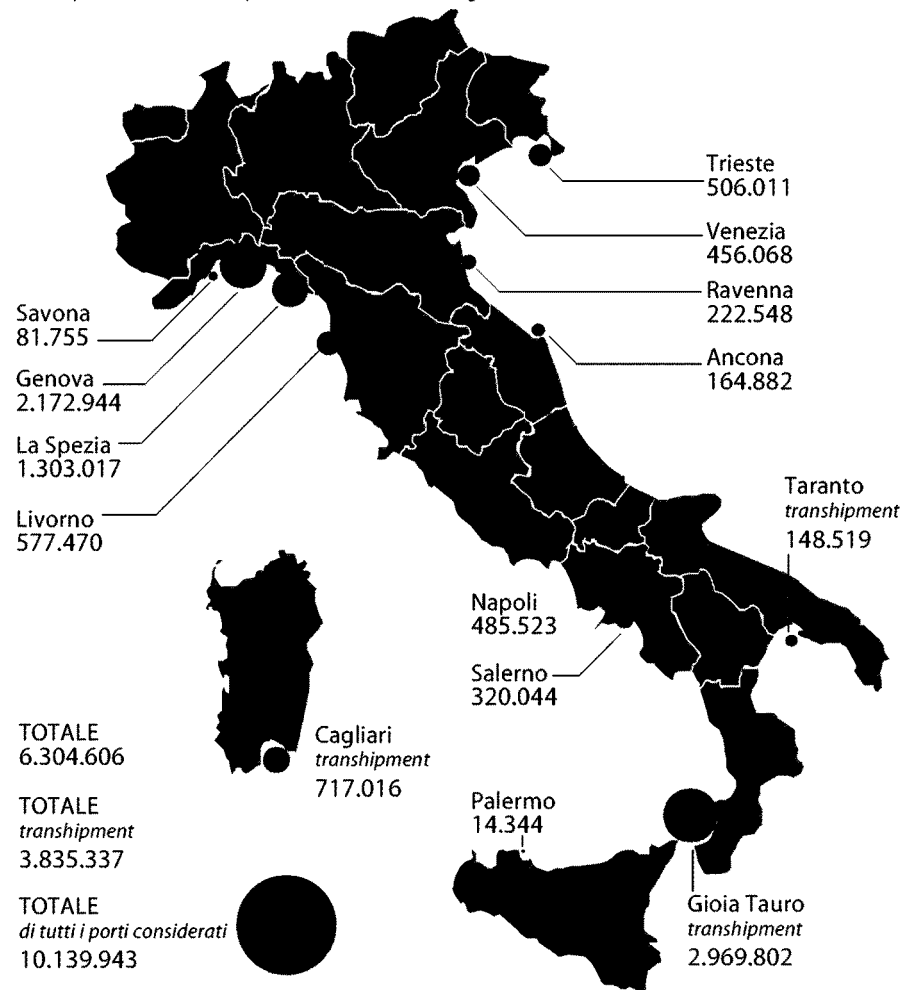 Trieste
506.011
Venezia
456.068
Ravenna
222.548
Ancona
164.882
Savona
81.755
Genova
2.172.944
La Spezia
1.303.017
Livorno
577.470
Taranto
transhipment
148.519
Napoli
485.523
Salerno
320.044
Cagliari
transhipment
717.016
Palermo
14.344
Gioia Tauro
transhipment
2.969.802
TOTALE
6.304.606
TOTALE
transhipment
3.835.337
TOTALE
di tutti i porti considerati
10.139.943